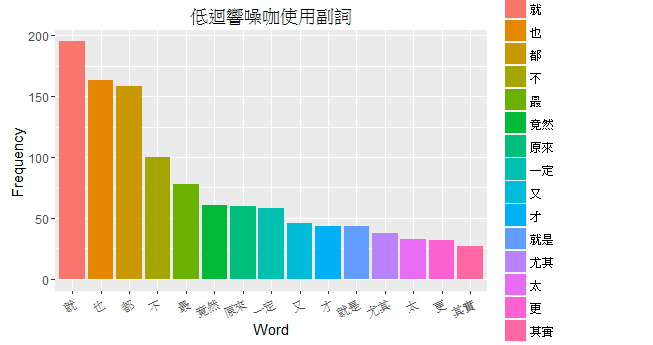 低迴響噪咖使用副詞
Frequency
200
150
100
50
0
就 也 都 不 最 竟然 原來 一定 又 才 就是 尤其 太 更 其實
Word
就
也
都
不
最
竟然
原來
一定
又
才
就是
尤其
太
更
其實